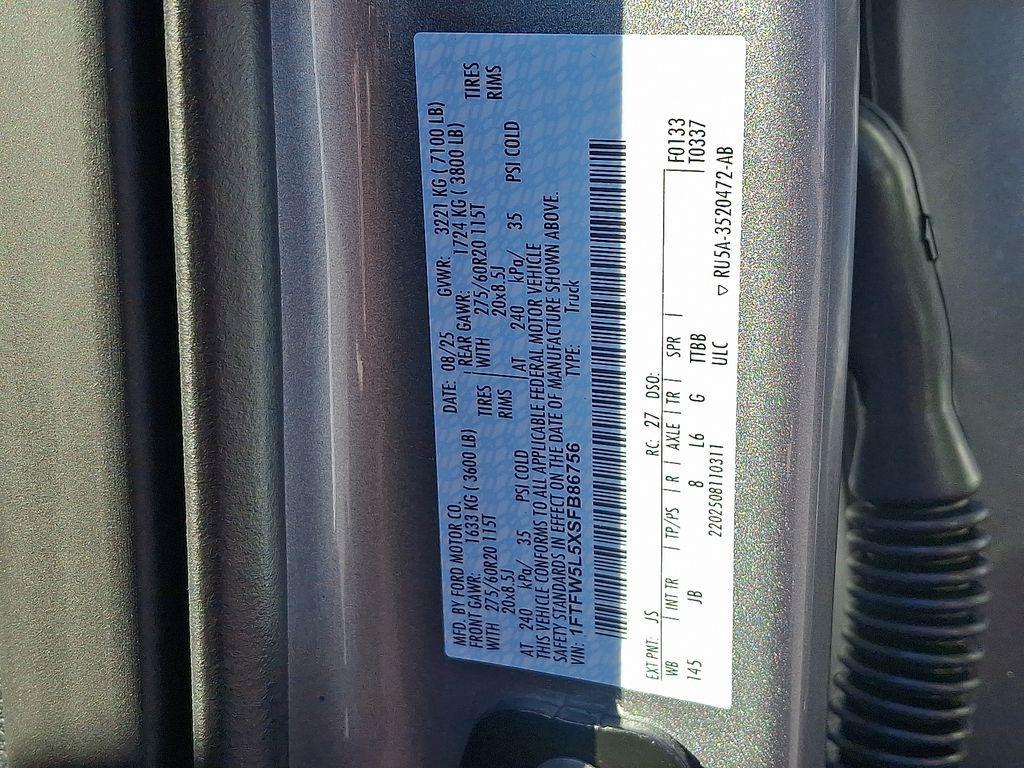 MFD. BY FORD MOTOR CO.
DATE: 08/25 GVWR: 3221 KG ( 7100 LB)
FRONT GAWR: 1633 KG ( 3600 LB) REAR GAWR: 1724 KG ( 3800 LB)
WITH 275/60R20 115T TIRES WITH 275/60R20 115T TIRES
20x8.5J RIMS 20x8.5J RIMS
AT 240 kPa/ 35 PSI COLD AT 240 kPa/ 35 PSI COLD
THIS VEHICLE CONFORMS TO ALL APPLICABLE FEDERAL MOTOR VEHICLE
SAFETY STANDARDS IN EFFECT ON THE DATE OF MANUFACTURE SHOWN ABOVE.
VIN: 1FTFW5L5XSFB86756 TYPE: Truck
EXT PNT: JS RC: 27 DSO:
WB INT TR TP/PS R AXLE TR SPR F0133
145 JB 8 L6 G TTBB T0337
ULC
2202508110311 ▽ RU5A-3520472-AB